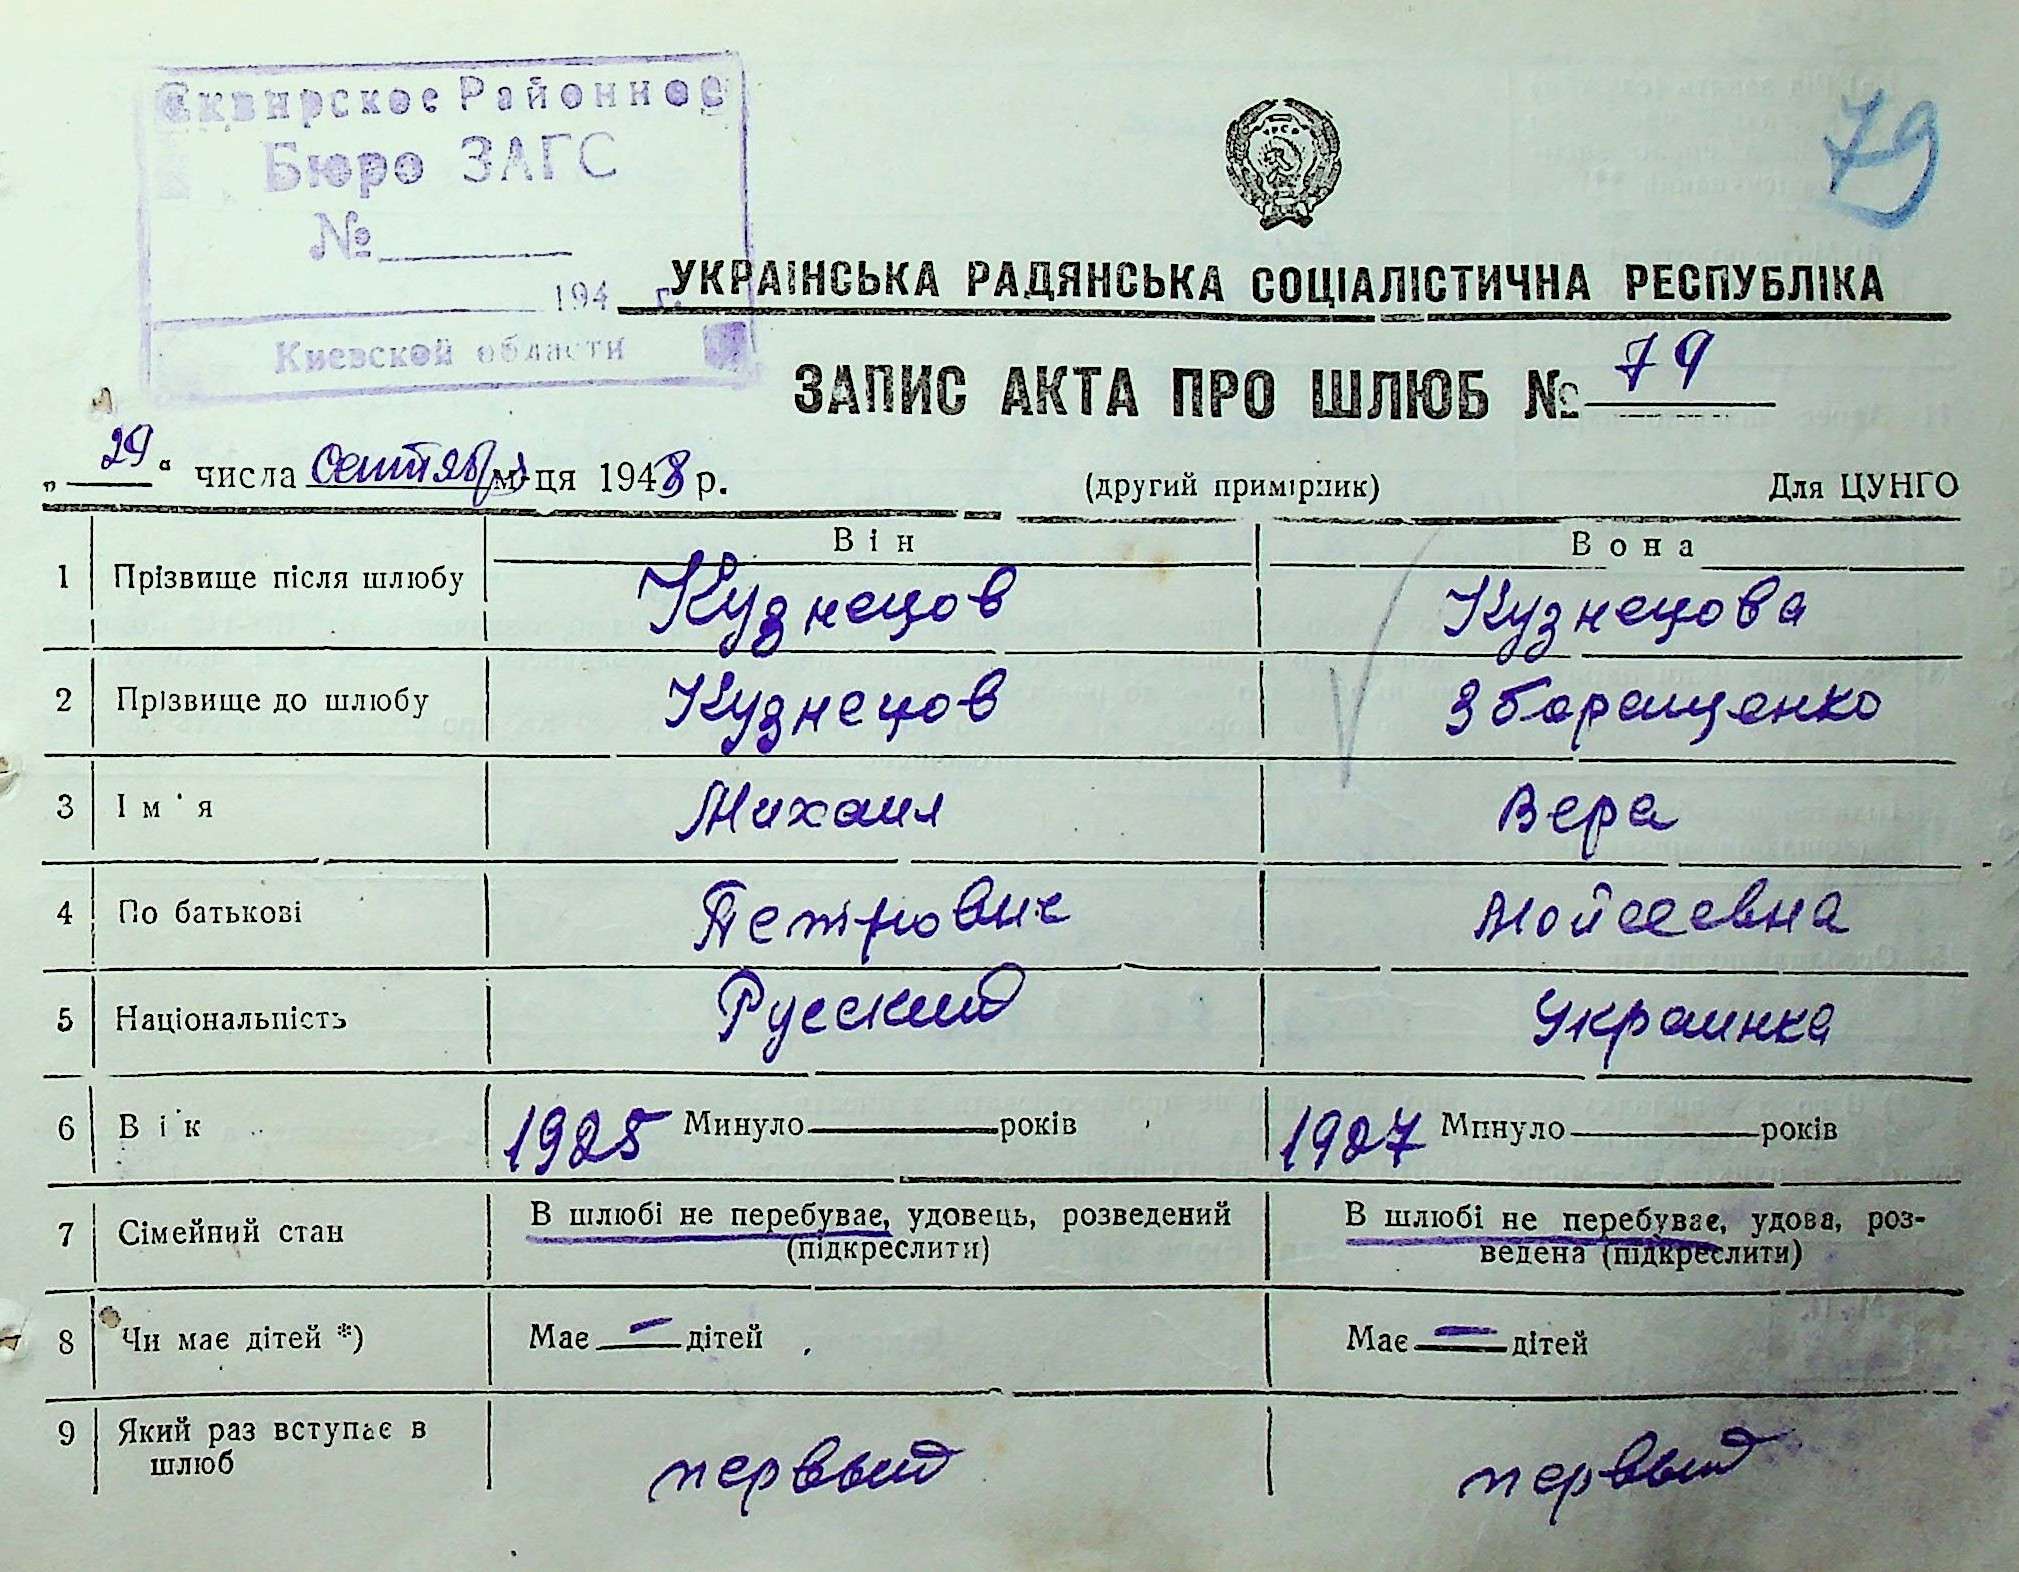 Сквирское Районное
Бюро ЗАГС
№
194 г.
Киевской области
79
УКРАЇНСЬКА РАДЯНСЬКА СОЦІАЛІСТИЧНА РЕСПУБЛІКА
ЗАПИС АКТА ПРО ШЛЮБ № 79
„29“ числа сентября м-ця 1948 р. (другий примірник) Для ЦУНГО
Він Вона
1 Прізвище після шлюбу Кузнецов Кузнецова
2 Прізвище до шлюбу Кузнецов Збаращенко
3 Ім'я Михаил Вера
4 По батькові Петрович Мойсеевна
5 Національність Русский Украинка
6 Вік 1925 Минуло років 1927 Минуло років
7 Сімейний стан В шлюбі не перебуває, удовець, розведений В шлюбі не перебуває, удова, роз-
(підкреслити) ведена (підкреслити)
8 Чи має дітей *) Має — дітей Має — дітей
9 Який раз вступає в
шлюб первый первый